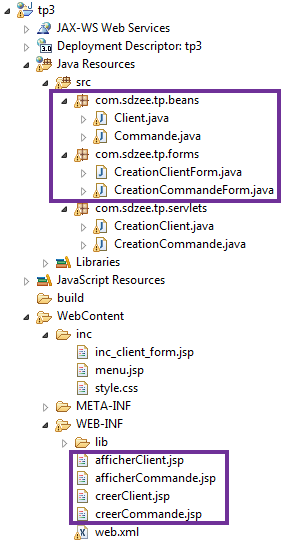 tp3
JAX-WS Web Services
Deployment Descriptor: tp3
Java Resources
src
com.sdzee.tp.beans
Client.java
Commande.java
com.sdzee.tp.forms
CreationClientForm.java
CreationCommandeForm.java
com.sdzee.tp.servlets
CreationClient.java
CreationCommande.java
Libraries
JavaScript Resources
build
WebContent
inc
inc_client_form.jsp
menu.jsp
style.css
META-INF
WEB-INF
lib
afficherClient.jsp
afficherCommande.jsp
creerClient.jsp
creerCommande.jsp
web.xml